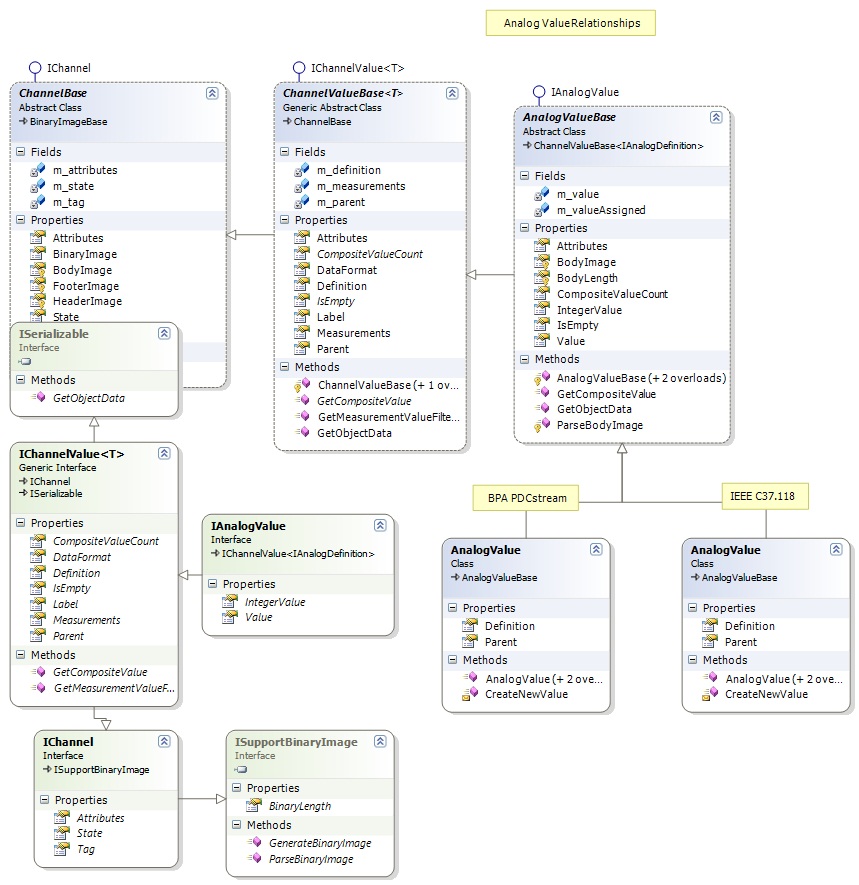 Analog ValueRelationships
IChannel
ChannelBase
Abstract Class
BinaryImageBase
Fields
m_attributes
m_state
m_tag
Properties
Attributes
BinaryImage
BodyImage
FooterImage
HeaderImage
State
IChannelValue<T>
ChannelValueBase<T>
Generic Abstract Class
ChannelBase
Fields
m_definition
m_measurements
m_parent
Properties
Attributes
CompositeValueCount
DataFormat
Definition
IsEmpty
Label
Measurements
Parent
Methods
ChannelValueBase (+ 1 ov...
GetCompositeValue
GetMeasurementValueFilte...
GetObjectData
IAnalogValue
AnalogValueBase
Abstract Class
ChannelValueBase<IAnalogDefinition>
Fields
m_value
m_valueAssigned
Properties
Attributes
BodyImage
BodyLength
CompositeValueCount
IntegerValue
IsEmpty
Value
Methods
AnalogValueBase (+ 2 overloads)
GetCompositeValue
GetObjectData
ParseBodyImage
ISerializable
Interface
Methods
GetObjectData
IChannelValue<T>
Generic Interface
IChannel
ISerializable
Properties
CompositeValueCount
DataFormat
Definition
IsEmpty
Label
Measurements
Parent
Methods
GetCompositeValue
GetMeasurementValueF...
IAnalogValue
Interface
IChannelValue<IAnalogDefinition>
Properties
IntegerValue
Value
BPA PDCstream
IEEE C37.118
AnalogValue
Class
AnalogValueBase
Properties
Definition
Parent
Methods
AnalogValue (+ 2 ove...
CreateNewValue
AnalogValue
Class
AnalogValueBase
Properties
Definition
Parent
Methods
AnalogValue (+ 2 ove...
CreateNewValue
IChannel
Interface
ISupportBinaryImage
Properties
Attributes
State
Tag
ISupportBinaryImage
Interface
Properties
BinaryLength
Methods
GenerateBinaryImage
ParseBinaryImage